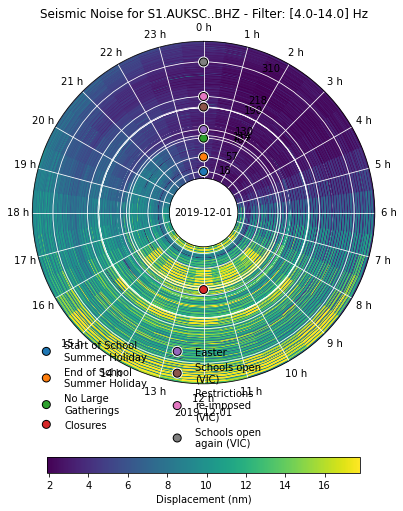 Seismic Noise for S1.AUKSC..BHZ - Filter: [4.0-14.0] Hz
0 h
23 h
1 h
22 h
2 h
310
21 h
3 h
218
20 h
4 h
19 h
5 h
2019-12-01
18 h
6 h
17 h
7 h
16 h
8 h
15 h
9 h
14 h
10 h
13 h
11 h
12 h
2019-12-01
Start of School
Summer Holiday
End of School
Summer Holiday
No Large
Gatherings
Closures
Easter
Schools open
(VIC)
Restrictions
re-imposed
(VIC)
Schools open
again (VIC)
2 4 6 8 10 12 14 16
Displacement (nm)